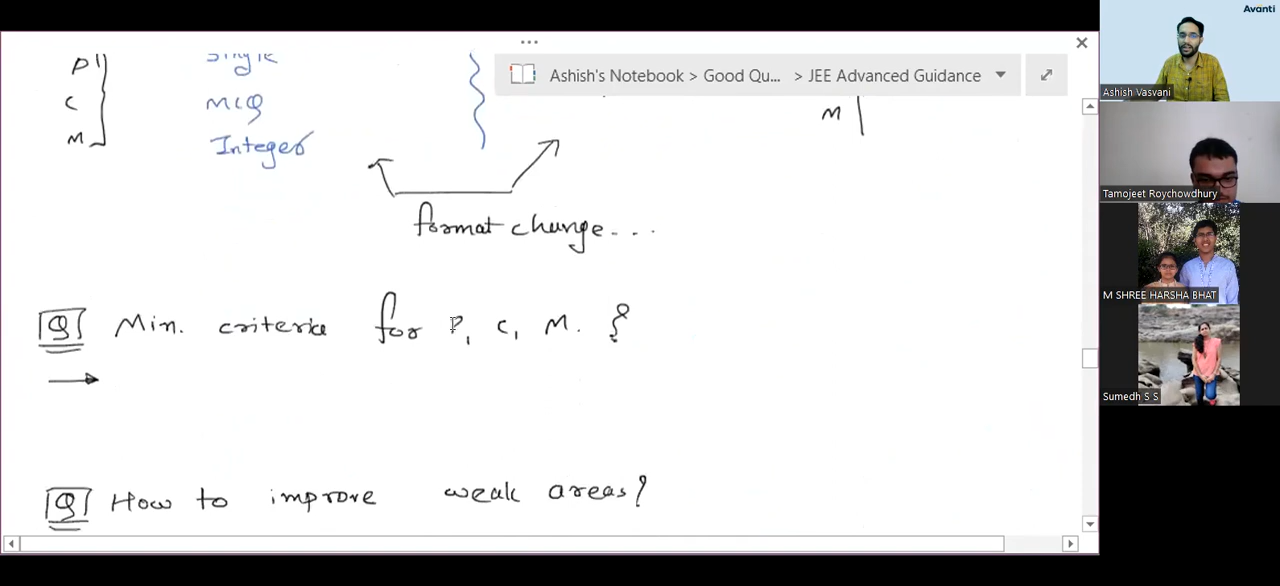 Avanti
Ashish's Notebook > Good Qu... > JEE Advanced Guidance
P
Single
C
MCQ
M
Integer
M
format change...
Q Min. criteria for P, C, M. ?
Q How to improve weak areas?
Ashish Vasvani
Tamojeet Roychowdhury
M SHREE HARSHA BHAT
Sumedh S S